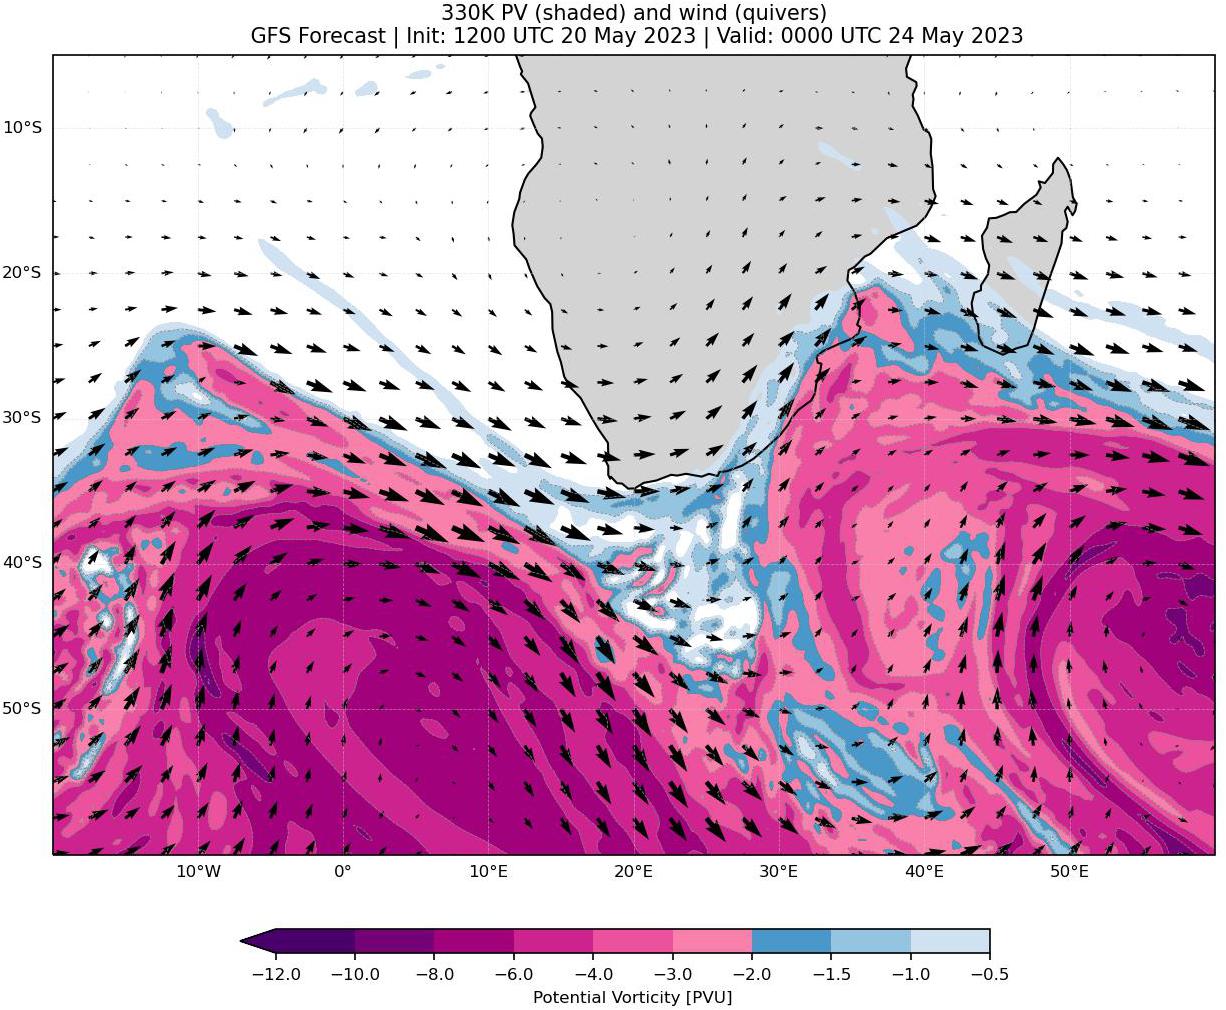 330K PV (shaded) and wind (quivers)
GFS Forecast | Init: 1200 UTC 20 May 2023 | Valid: 0000 UTC 24 May 2023
10°S
20°S
30°S
40°S
50°S
10°W 0° 10°E 20°E 30°E 40°E 50°E
−12.0 −10.0 −8.0 −6.0 −4.0 −3.0 −2.0 −1.5 −1.0 −0.5
Potential Vorticity [PVU]